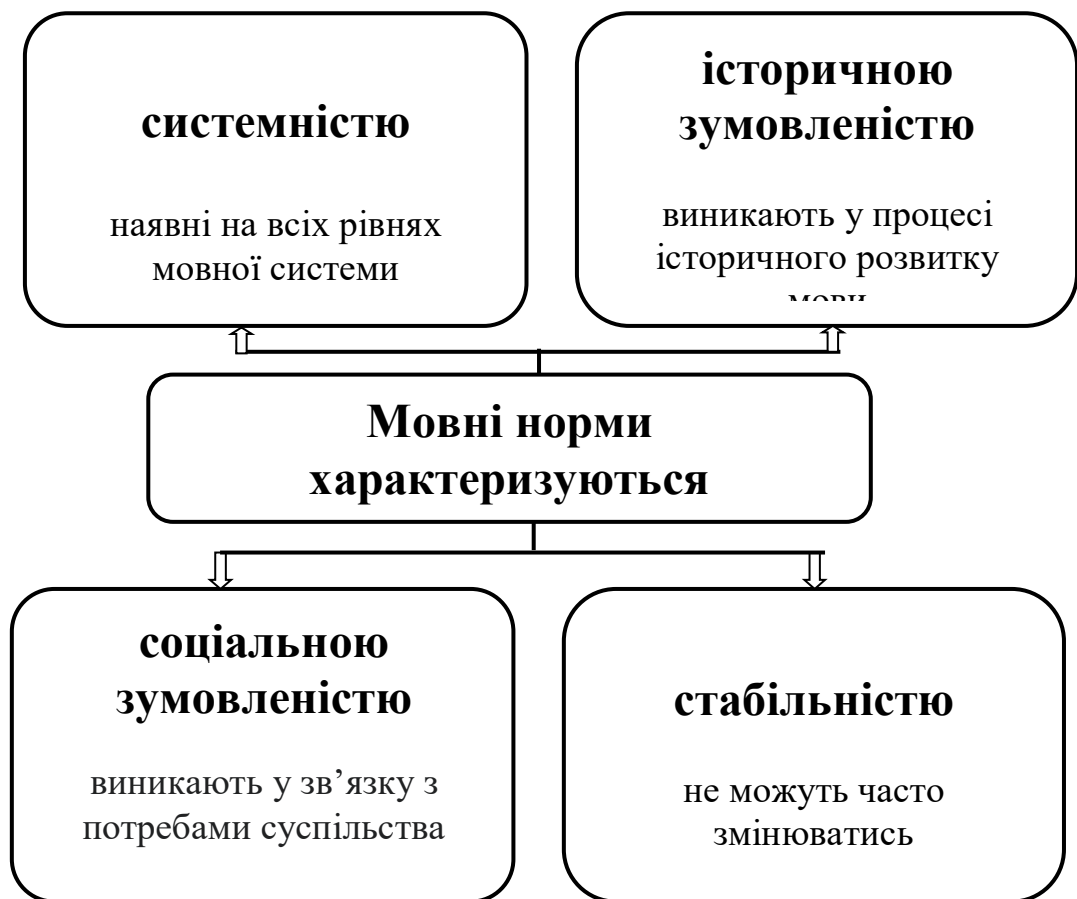 системністю
наявні на всіх рівнях
мовної системи
історичною
зумовленістю
виникають у процесі
історичного розвитку
мови
Мовні норми
характеризуються
соціальною
зумовленістю
виникають у зв’язку з
потребами суспільства
стабільністю
не можуть часто
змінюватись